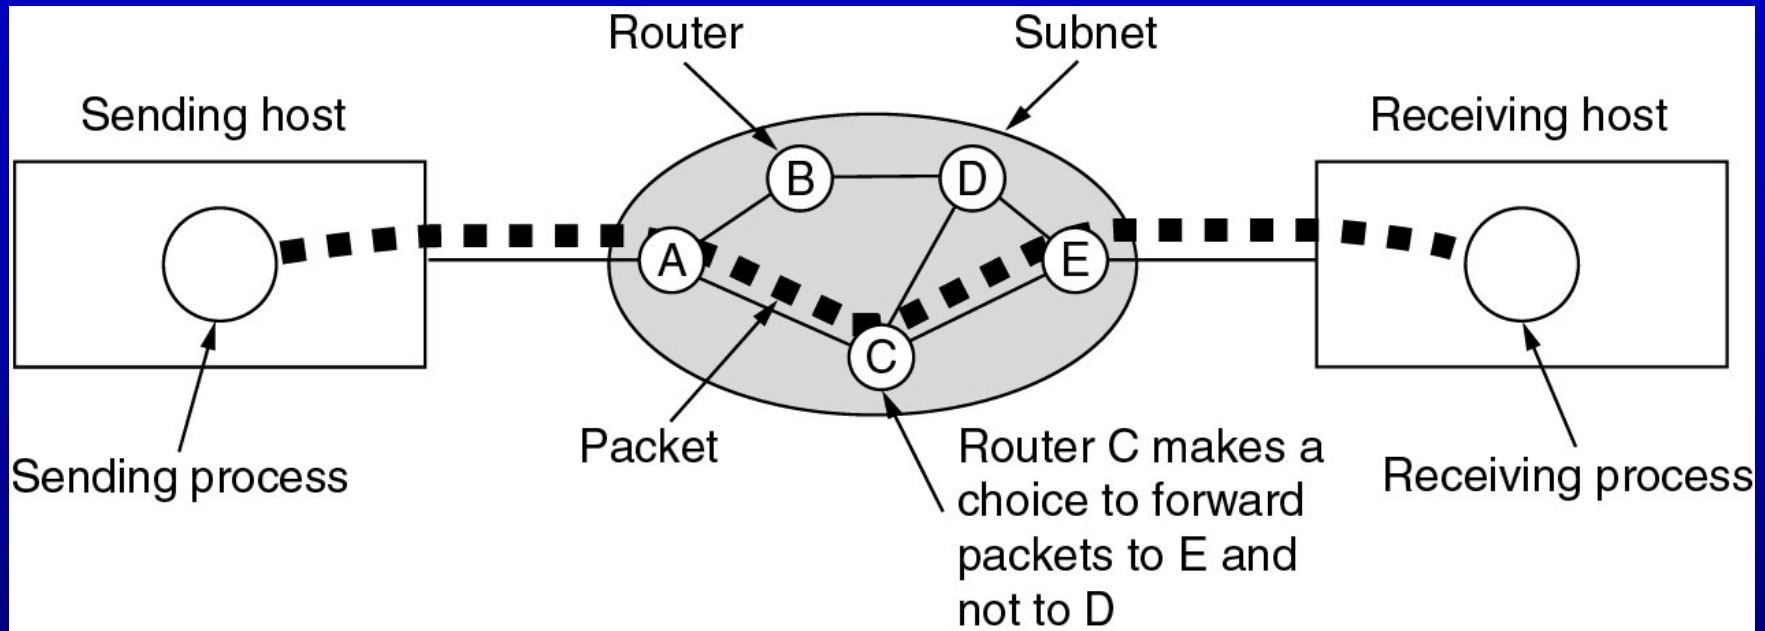 Router
Subnet
Sending host
Receiving host
B
D
A
E
C
Packet
Sending process
Router C makes a
choice to forward
packets to E and
not to D
Receiving process